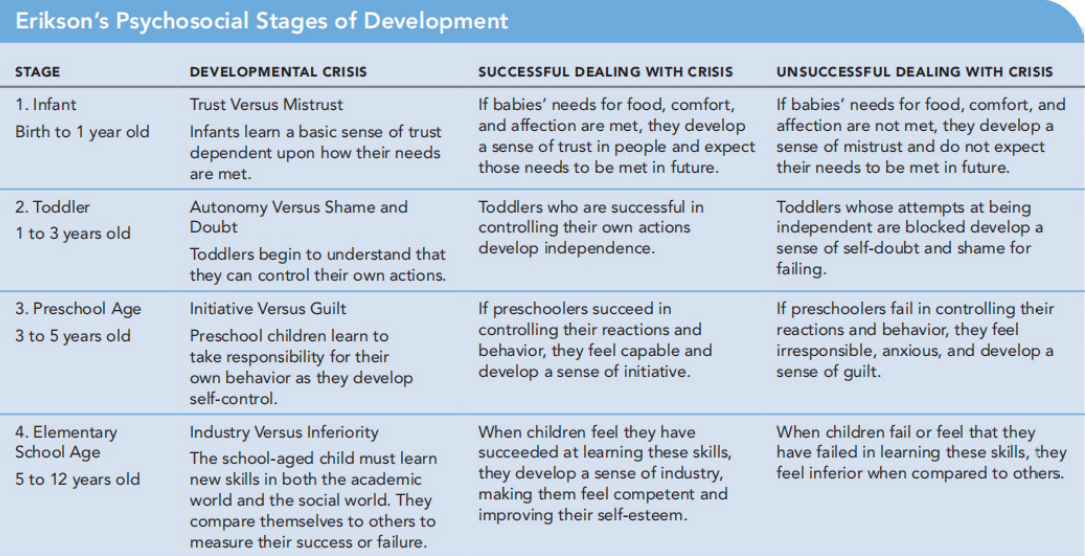 Erikson's Psychosocial Stages of Development
STAGE
DEVELOPMENTAL CRISIS
SUCCESSFUL DEALING WITH CRISIS
UNSUCCESSFUL DEALING WITH CRISIS
1. Infant
Birth to 1 year old
Trust Versus Mistrust
Infants learn a basic sense of trust
dependent upon how their needs
are met.
If babies' needs for food, comfort,
and affection are met, they develop
a sense of trust in people and expect
those needs to be met in future.
If babies' needs for food, comfort, and
affection are not met, they develop a
sense of mistrust and do not expect
their needs to be met in future.
2. Toddler
1 to 3 years old
Autonomy Versus Shame and
Doubt
Toddlers begin to understand that
they can control their own actions.
Toddlers who are successful in
controlling their own actions
develop independence.
Toddlers whose attempts at being
independent are blocked develop a
sense of self-doubt and shame for
failing.
3. Preschool Age
3 to 5 years old
Initiative Versus Guilt
Preschool children learn to
take responsibility for their
own behavior as they develop
self-control.
If preschoolers succeed in
controlling their reactions and
behavior, they feel capable and
develop a sense of initiative.
If preschoolers fail in controlling their
reactions and behavior, they feel
irresponsible, anxious, and develop a
sense of guilt.
4. Elementary
School Age
5 to 12 years old
Industry Versus Inferiority
The school-aged child must learn
new skills in both the academic
world and the social world. They
compare themselves to others to
measure their success or failure.
When children feel they have
succeeded at learning these skills,
they develop a sense of industry,
making them feel competent and
improving their self-esteem.
When children fail or feel that they
have failed in learning these skills, they
feel inferior when compared to others.